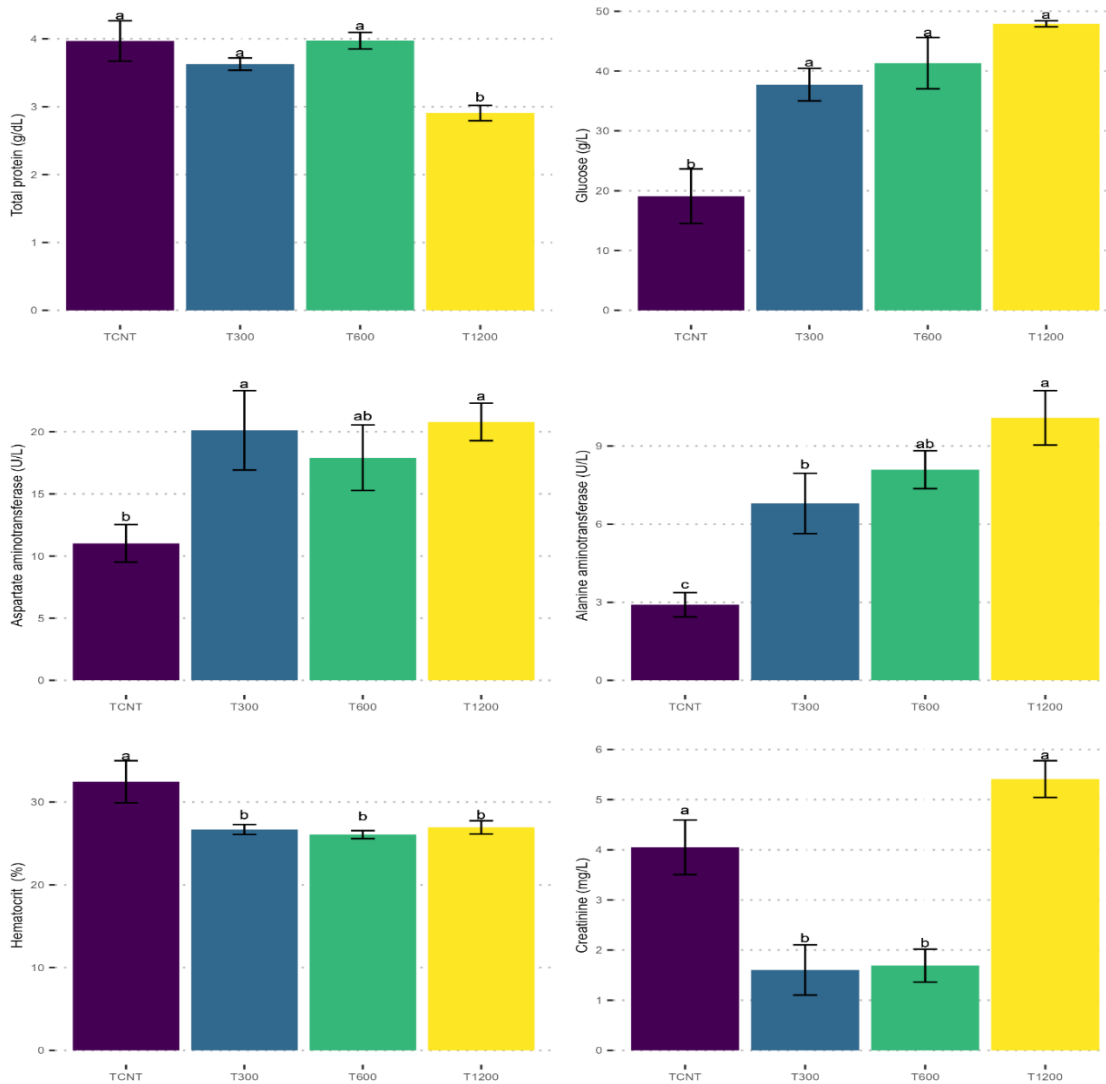 Total protein (g/dL)
4
3
2
1
0
a
a
a
b
TCNT
T300
T600
T1200
Glucose (g/L)
50
40
30
20
10
0
b
a
a
a
TCNT
T300
T600
T1200
Aspartate aminotransferase (U/L)
20
15
10
5
0
b
a
ab
a
TCNT
T300
T600
T1200
Alanine aminotransferase (U/L)
9
6
3
0
c
b
ab
a
TCNT
T300
T600
T1200
Hematocrit (%)
30
20
10
0
a
b
b
b
TCNT
T300
T600
T1200
Creatinine (mg/L)
6
5
4
3
2
1
0
a
b
b
a
TCNT
T300
T600
T1200